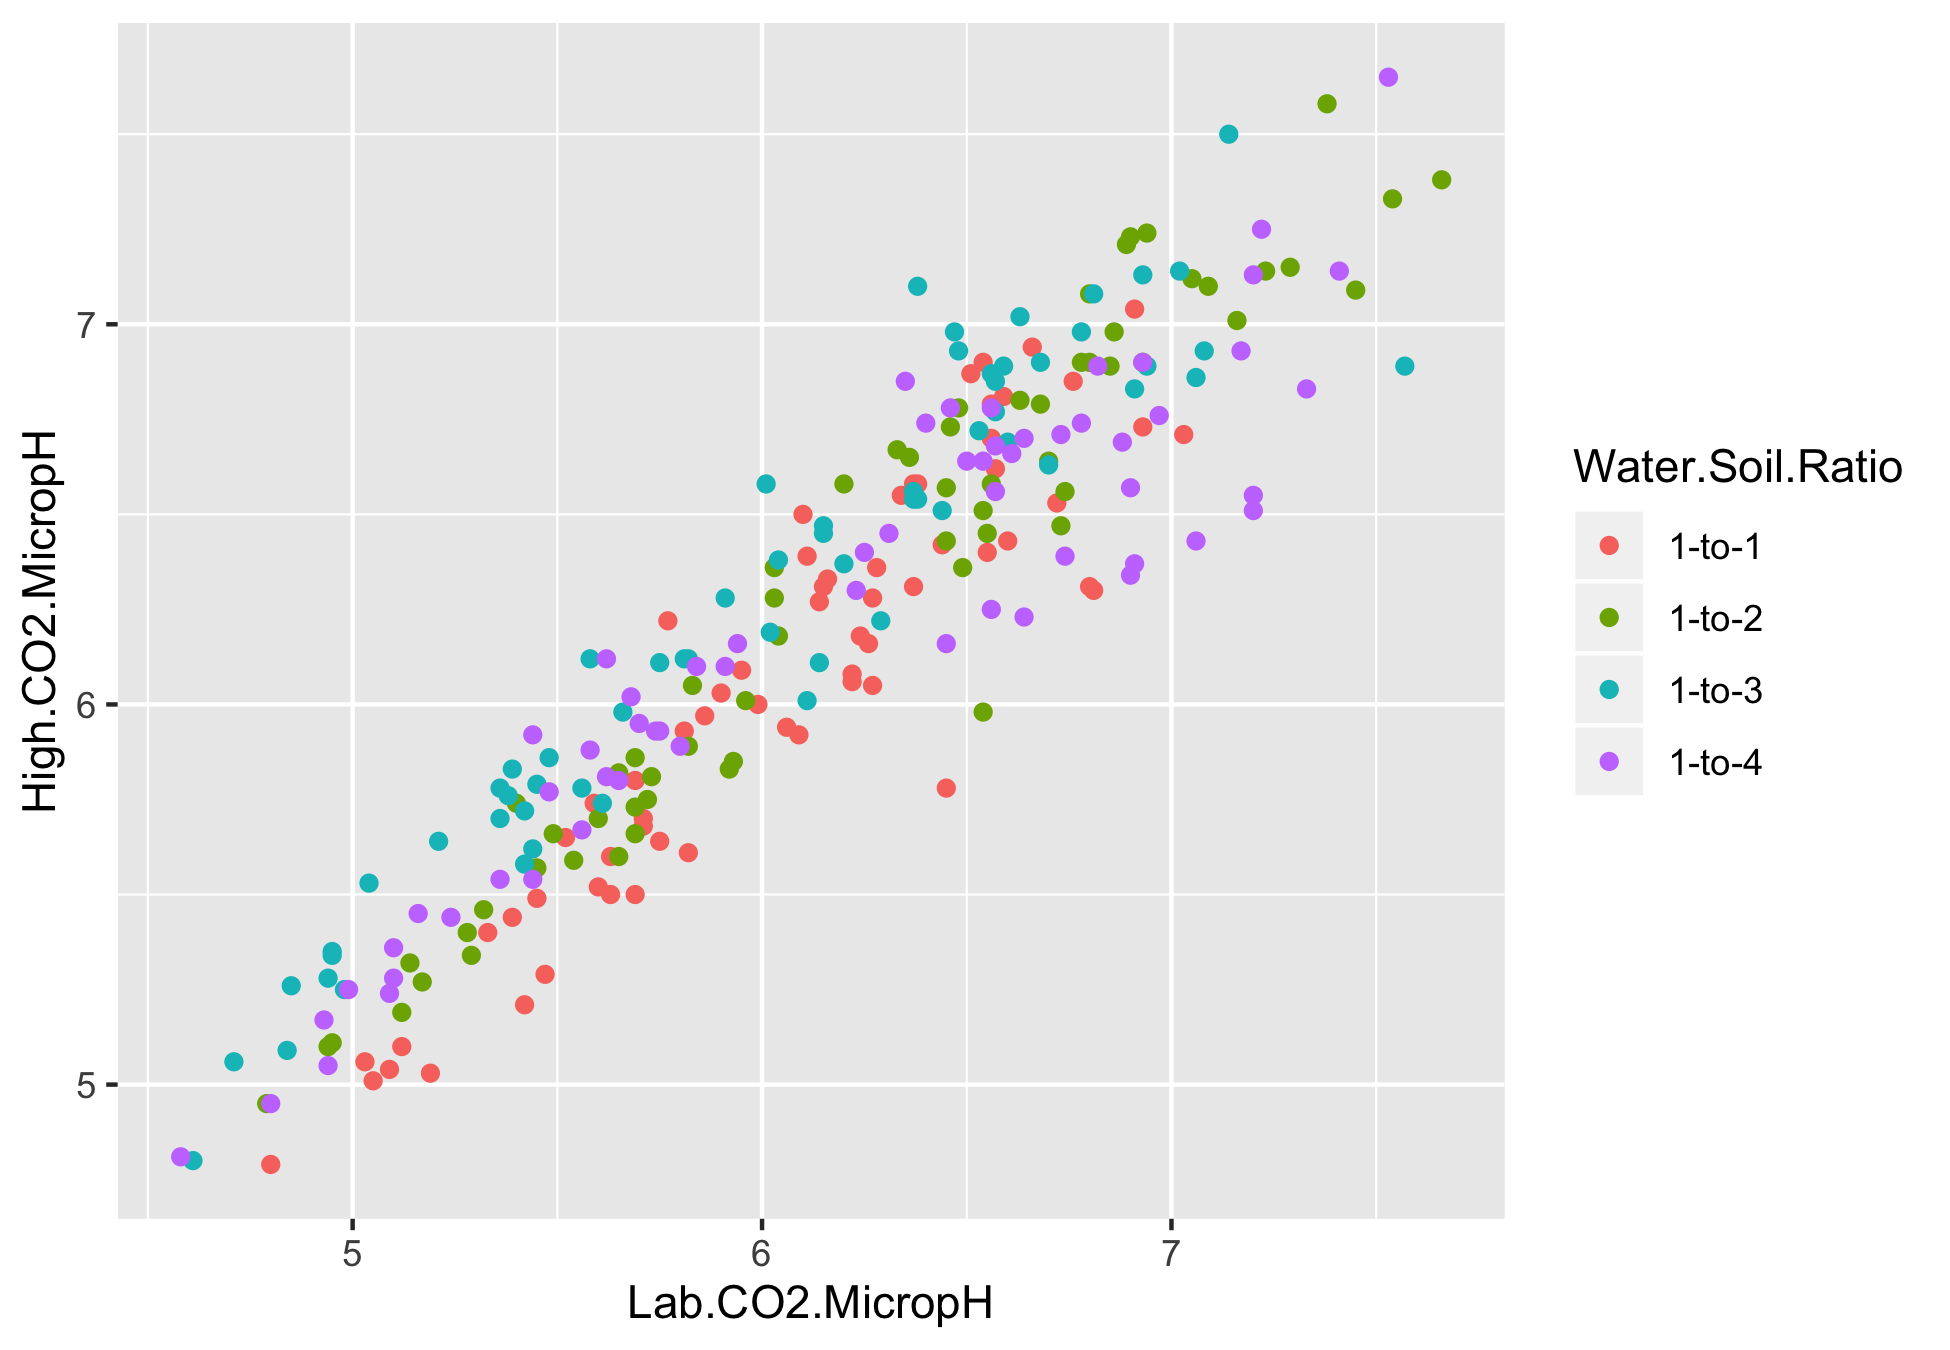 High.CO2.MicropH
7
6
5
5
6
7
Lab.CO2.MicropH
Water.Soil.Ratio
1-to-1
1-to-2
1-to-3
1-to-4